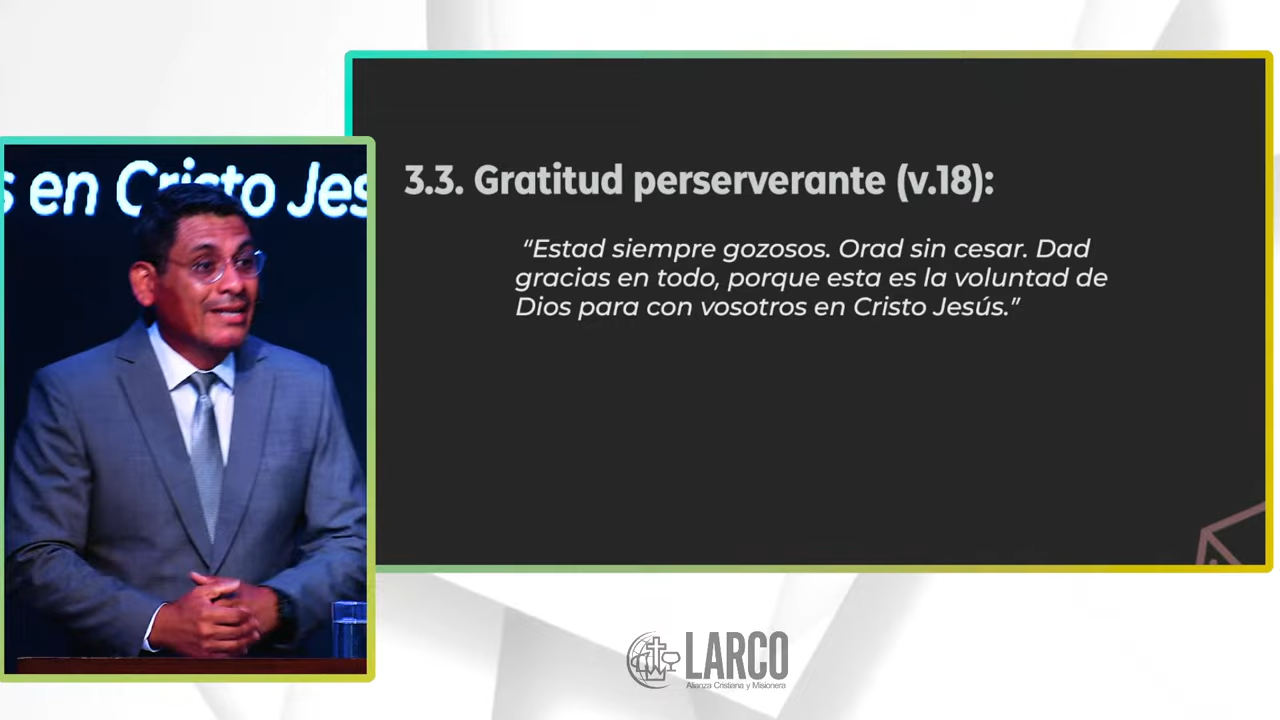 s en Cristo Jes
3.3. Gratitud perserverante (v.18):
“Estad siempre gozosos. Orad sin cesar. Dad
gracias en todo, porque esta es la voluntad de
Dios para con vosotros en Cristo Jesús.”
LARCO
Alianza Cristiana y Misionera